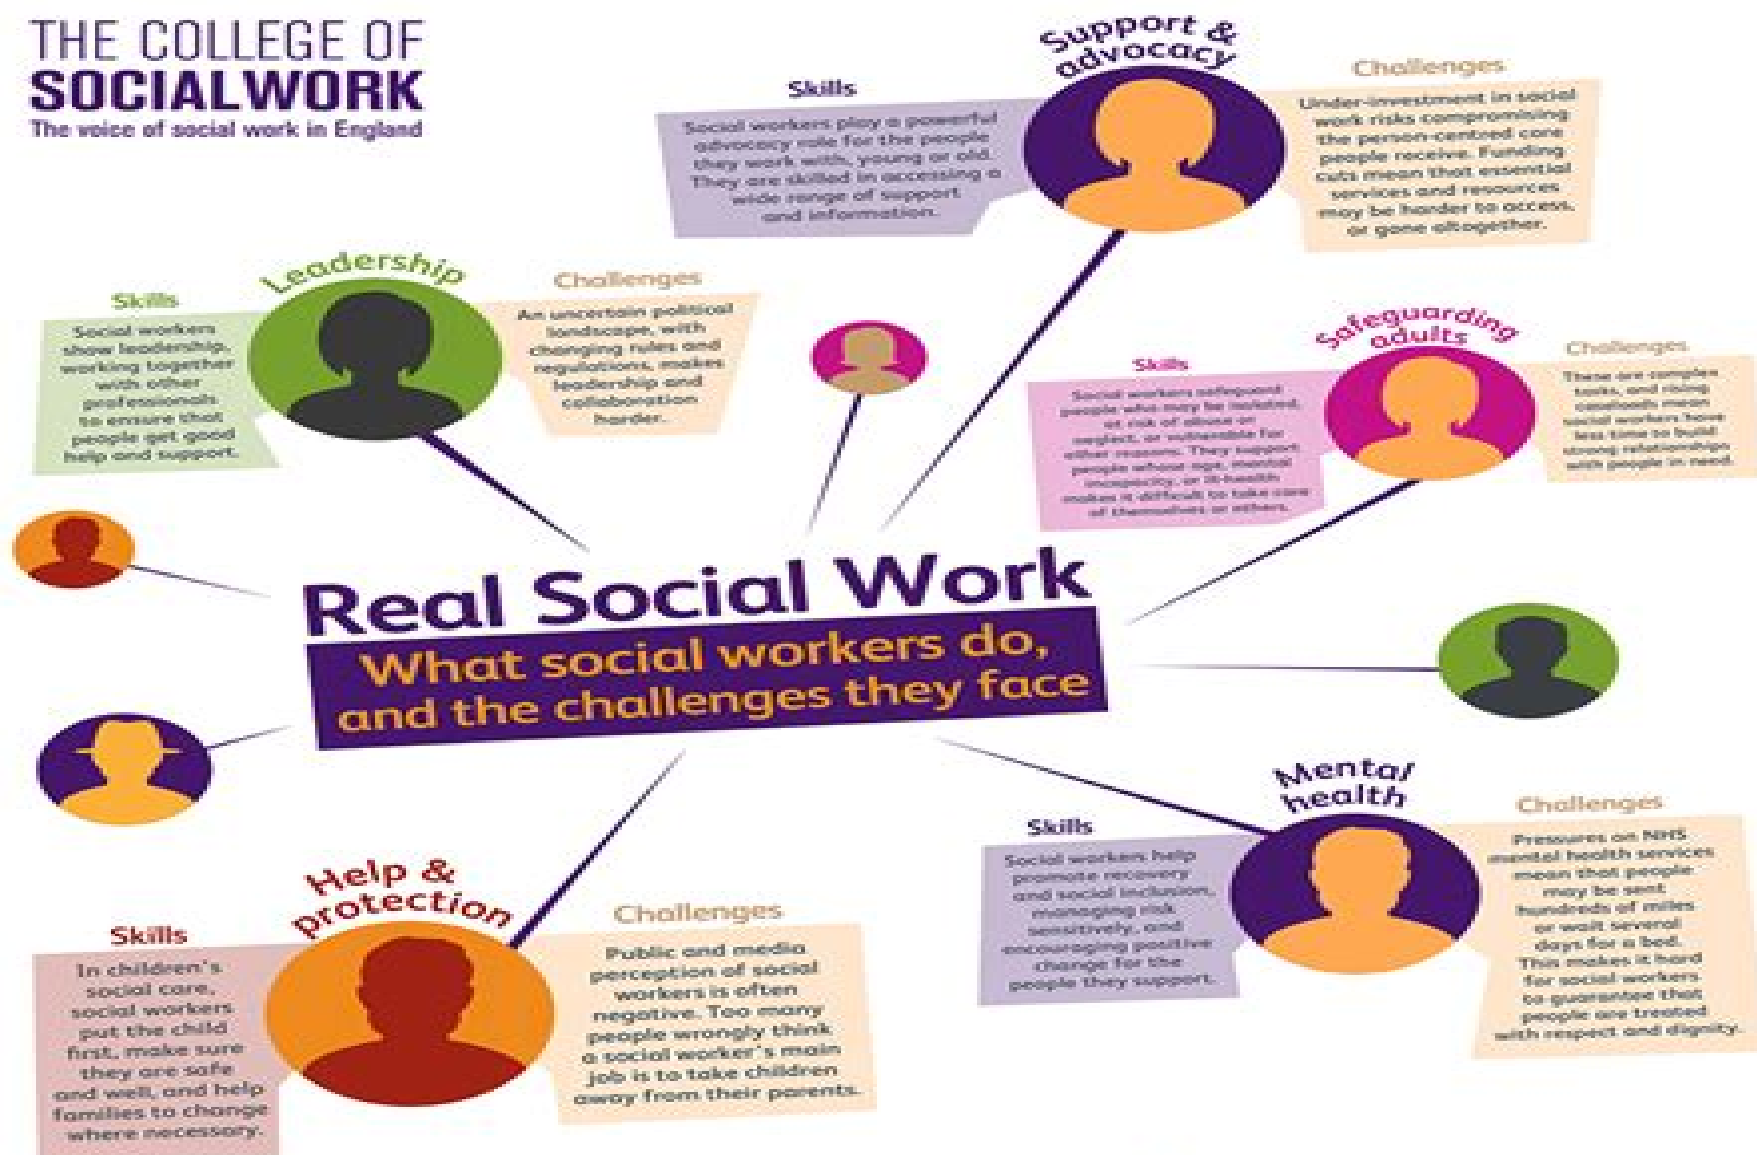 THE COLLEGE OF
SOCIALWORK
The voice of social work in England
Support &
advocacy
Skills
Social workers play a powerful
advocacy role for the people
they work with, young or old.
They are skilled in accessing a
wide range of support
and information.
Challenges
Under-investment in social
work risks compromising
the person-centred care
people receive. Funding
cuts mean that essential
services and resources
may be harder to access,
or gone altogether.
Leadership
Skills
Social workers
show leadership,
working together
with other
professionals
to ensure that
people get good
help and support.
Challenges
An uncertain political
landscape, with
changing rules and
regulations, makes
leadership and
collaboration
harder.
Safeguarding
adults
Skills
Social workers safeguard
people who may be isolated,
at risk of abuse or
neglect, or vulnerable for
other reasons. They support
people whose age, mental
incapacity, or ill-health
makes it difficult to take care
of themselves or others.
Challenges
These are complex
tasks, and rising
caseloads mean
social workers have
less time to build
strong relationships
with people in need.
Real Social Work
What social workers do,
and the challenges they face
Mental
health
Skills
Social workers help
promote recovery
and social inclusion,
managing risk
sensitively, and
encouraging positive
change for the
people they support.
Challenges
Pressures on NHS
mental health services
mean that people
may be sent
hundreds of miles
or wait several
days for a bed.
This makes it hard
for social workers
to guarantee that
people are treated
with respect and dignity.
Help &
protection
Skills
In children's
social care,
social workers
put the child
first, make sure
they are safe
and well, and help
families to change
where necessary.
Challenges
Public and media
perception of social
workers is often
negative. Too many
people wrongly think
a social worker's main
job is to take children
away from their parents.